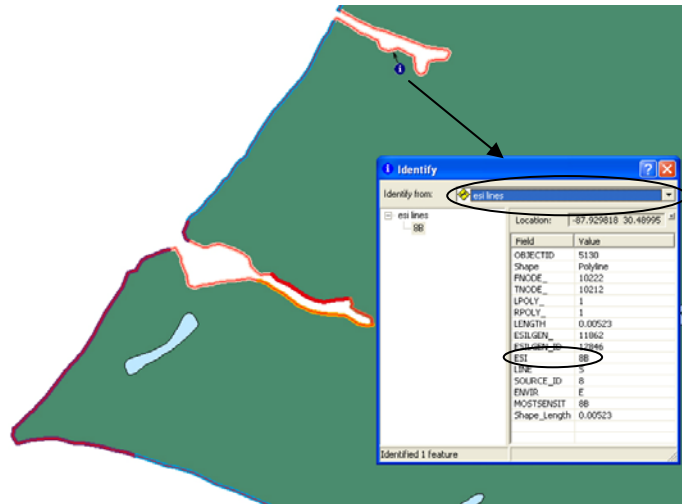 Identify
Identify from: esi lines
esi lines
8B
Location: -87.929818 30.48995
Field Value
OBJECTID 5130
Shape Polyline
FNODE_ 10222
TNODE_ 10212
LPOLY_ 1
RPOLY_ 1
LENGTH 0.00523
ESILGEN_ 11862
ESILGEN_ID 12846
ESI 8B
LINE 5
SOURCE_ID 8
ENVIR E
MOSTSENSIT 8B
Shape_Length 0.00523
Identified 1 feature